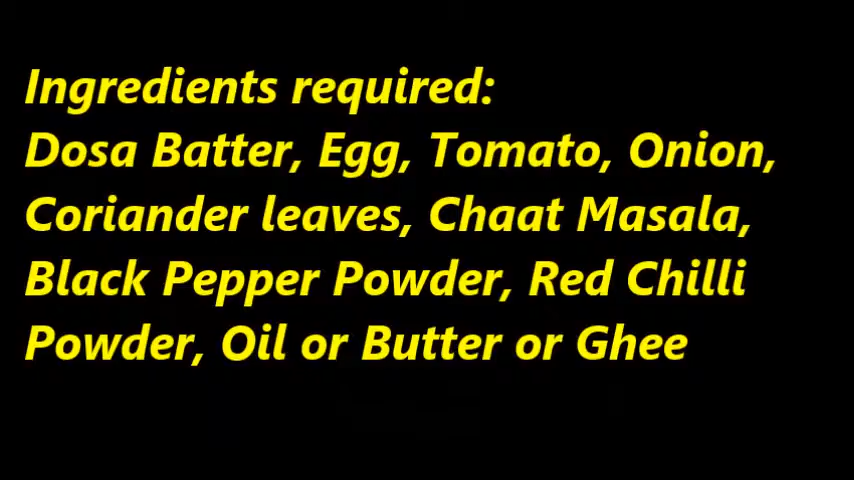 Ingredients required:
Dosa Batter, Egg, Tomato, Onion,
Coriander leaves, Chaat Masala,
Black Pepper Powder, Red Chilli
Powder, Oil or Butter or Ghee